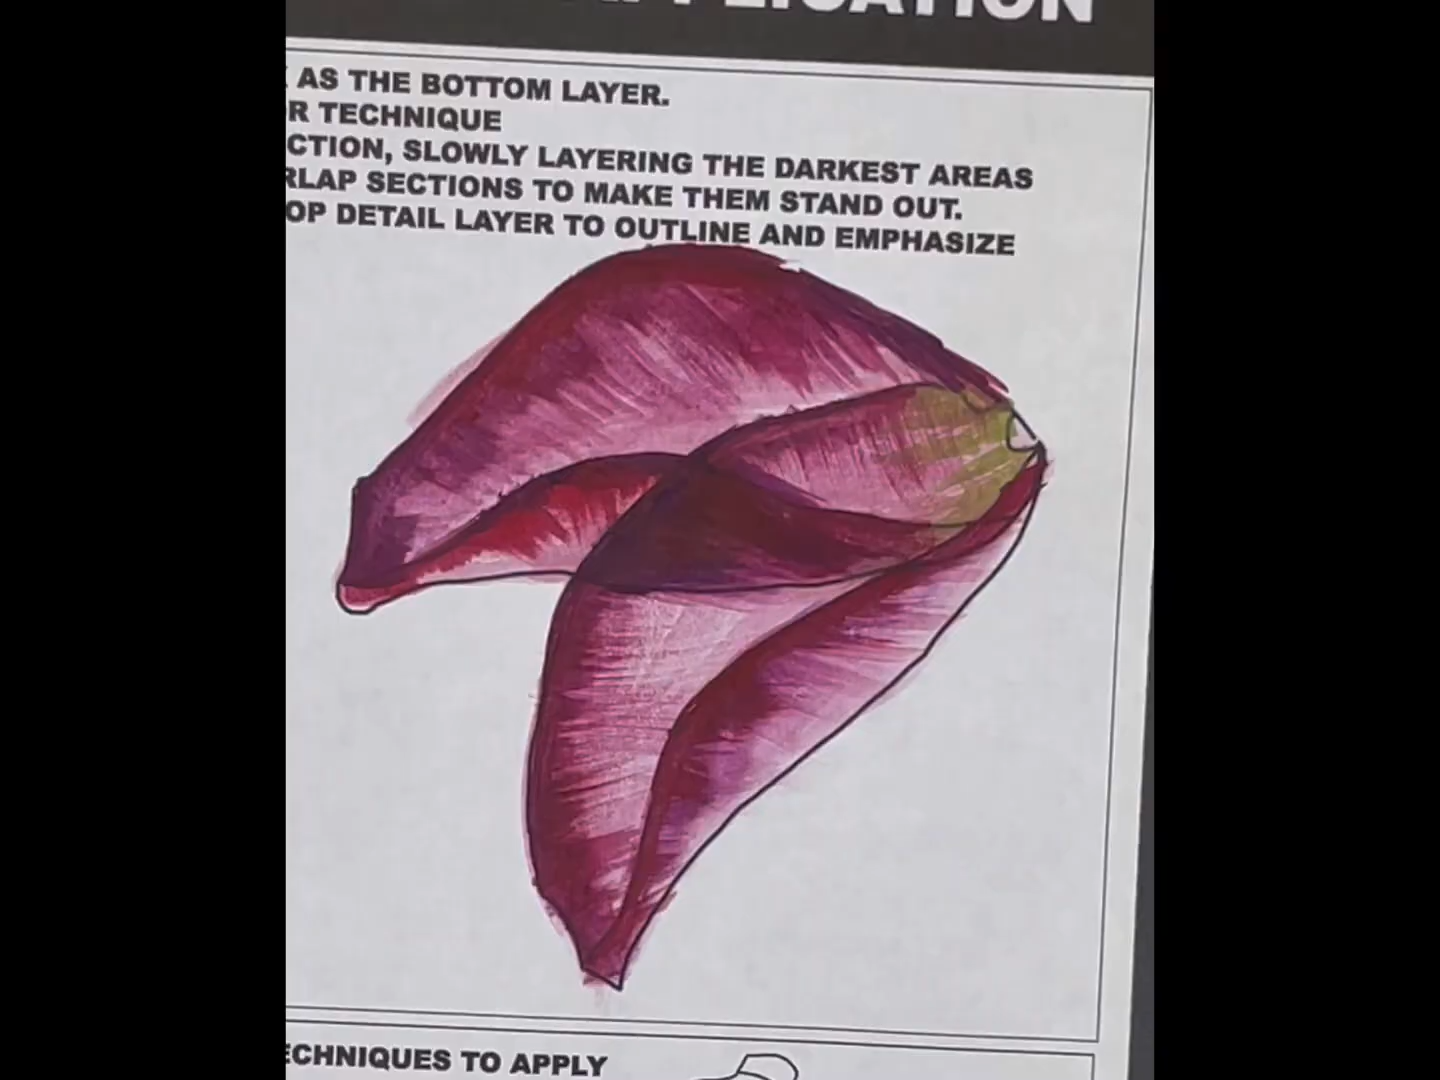 AS THE BOTTOM LAYER.
R TECHNIQUE
CTION, SLOWLY LAYERING THE DARKEST AREAS
RLAP SECTIONS TO MAKE THEM STAND OUT.
OP DETAIL LAYER TO OUTLINE AND EMPHASIZE
ECHNIQUES TO APPLY